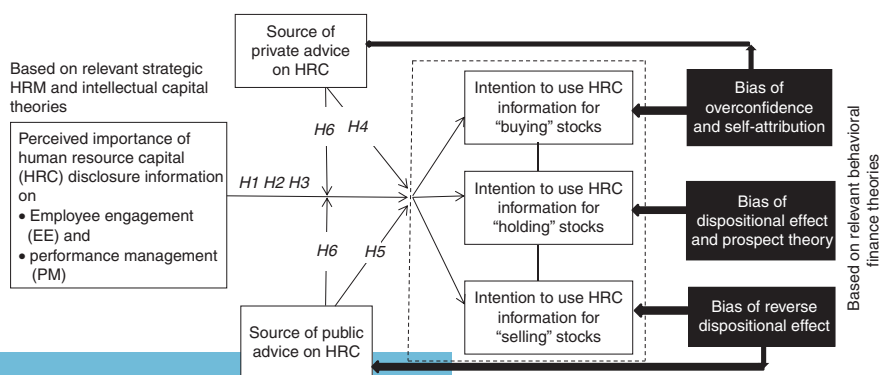 Source of
private advice
on HRC
Based on relevant strategic
HRM and intellectual capital
theories
Perceived importance of
human resource capital
(HRC) disclosure information
on
• Employee engagement
(EE) and
• performance management
(PM)
H1 H2 H3
H6
H4
H6
H5
Source of public
advice on HRC
Intention to use HRC
information for
“buying” stocks
Intention to use HRC
information for
“holding” stocks
Intention to use HRC
information for
“selling” stocks
Bias of
overconfidence
and self-attribution
Bias of
dispositional effect
and prospect theory
Bias of reverse
dispositional effect
Based on relevant behavioral
finance theories